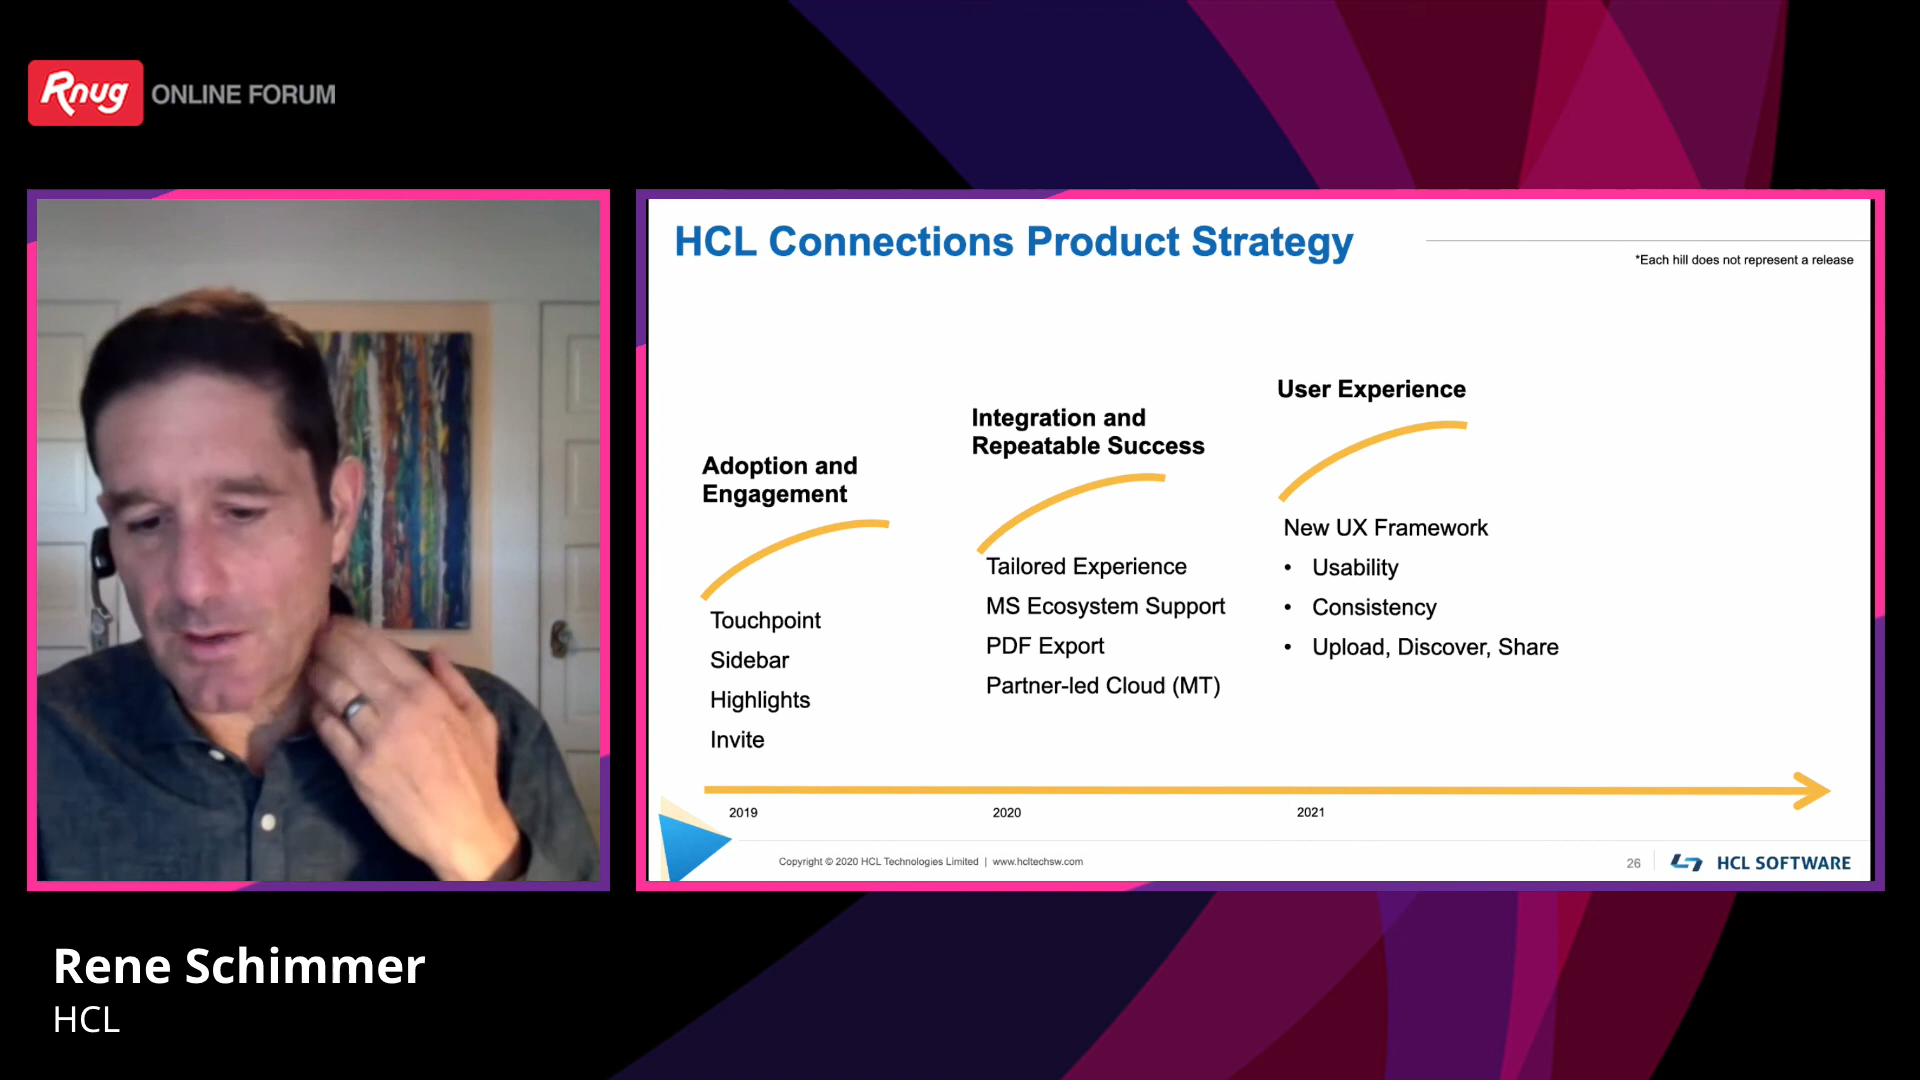 Rnug ONLINE FORUM
HCL Connections Product Strategy
*Each hill does not represent a release
Adoption and
Engagement
Touchpoint
Sidebar
Highlights
Invite
Integration and
Repeatable Success
Tailored Experience
MS Ecosystem Support
PDF Export
Partner-led Cloud (MT)
User Experience
New UX Framework
• Usability
• Consistency
• Upload, Discover, Share
2019
2020
2021
Copyright © 2020 HCL Technologies Limited | www.hcltechsw.com
26
HCL SOFTWARE
Rene Schimmer
HCL